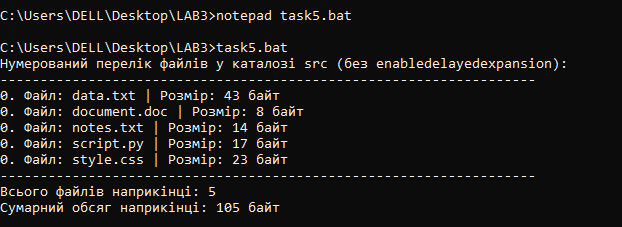 C:\Users\DELL\Desktop\LAB3>notepad task5.bat
C:\Users\DELL\Desktop\LAB3>task5.bat
Нумерований перелік файлів у каталозі src (без enabledelayedexpansion):
------------------------------------------------------------------
0. Файл: data.txt | Розмір: 43 байт
0. Файл: document.doc | Розмір: 8 байт
0. Файл: notes.txt | Розмір: 14 байт
0. Файл: script.py | Розмір: 17 байт
0. Файл: style.css | Розмір: 23 байт
------------------------------------------------------------------
Всього файлів наприкінці: 5
Сумарний обсяг наприкінці: 105 байт